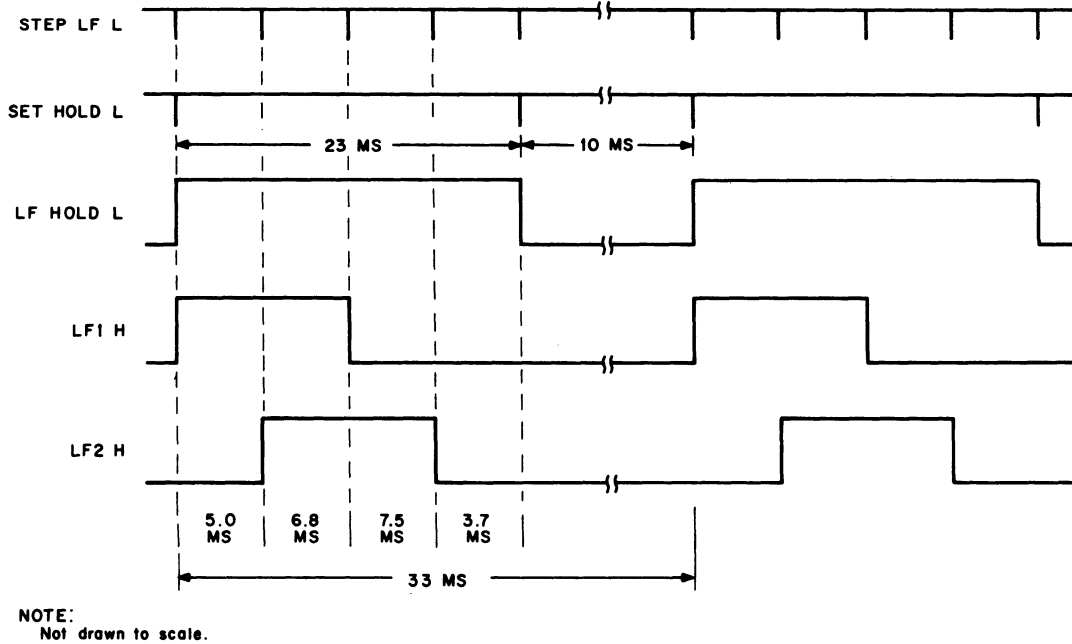 STEP LF L
SET HOLD L
23 MS
10 MS
LF HOLD L
LF1 H
LF2 H
5.0 MS
6.8 MS
7.5 MS
3.7 MS
33 MS
NOTE:
Not drawn to scale.